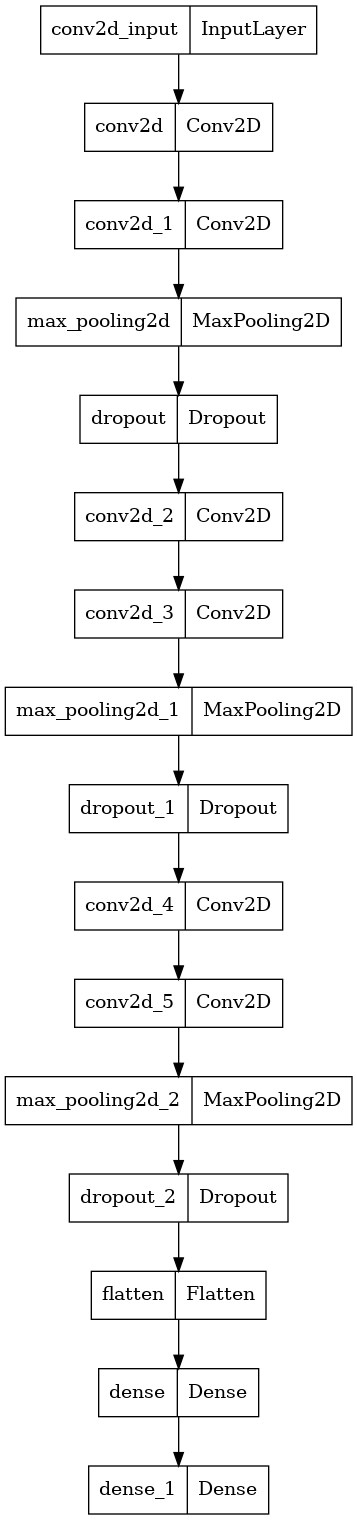 conv2d_input InputLayer
conv2d Conv2D
conv2d_1 Conv2D
max_pooling2d MaxPooling2D
dropout Dropout
conv2d_2 Conv2D
conv2d_3 Conv2D
max_pooling2d_1 MaxPooling2D
dropout_1 Dropout
conv2d_4 Conv2D
conv2d_5 Conv2D
max_pooling2d_2 MaxPooling2D
dropout_2 Dropout
flatten Flatten
dense Dense
dense_1 Dense